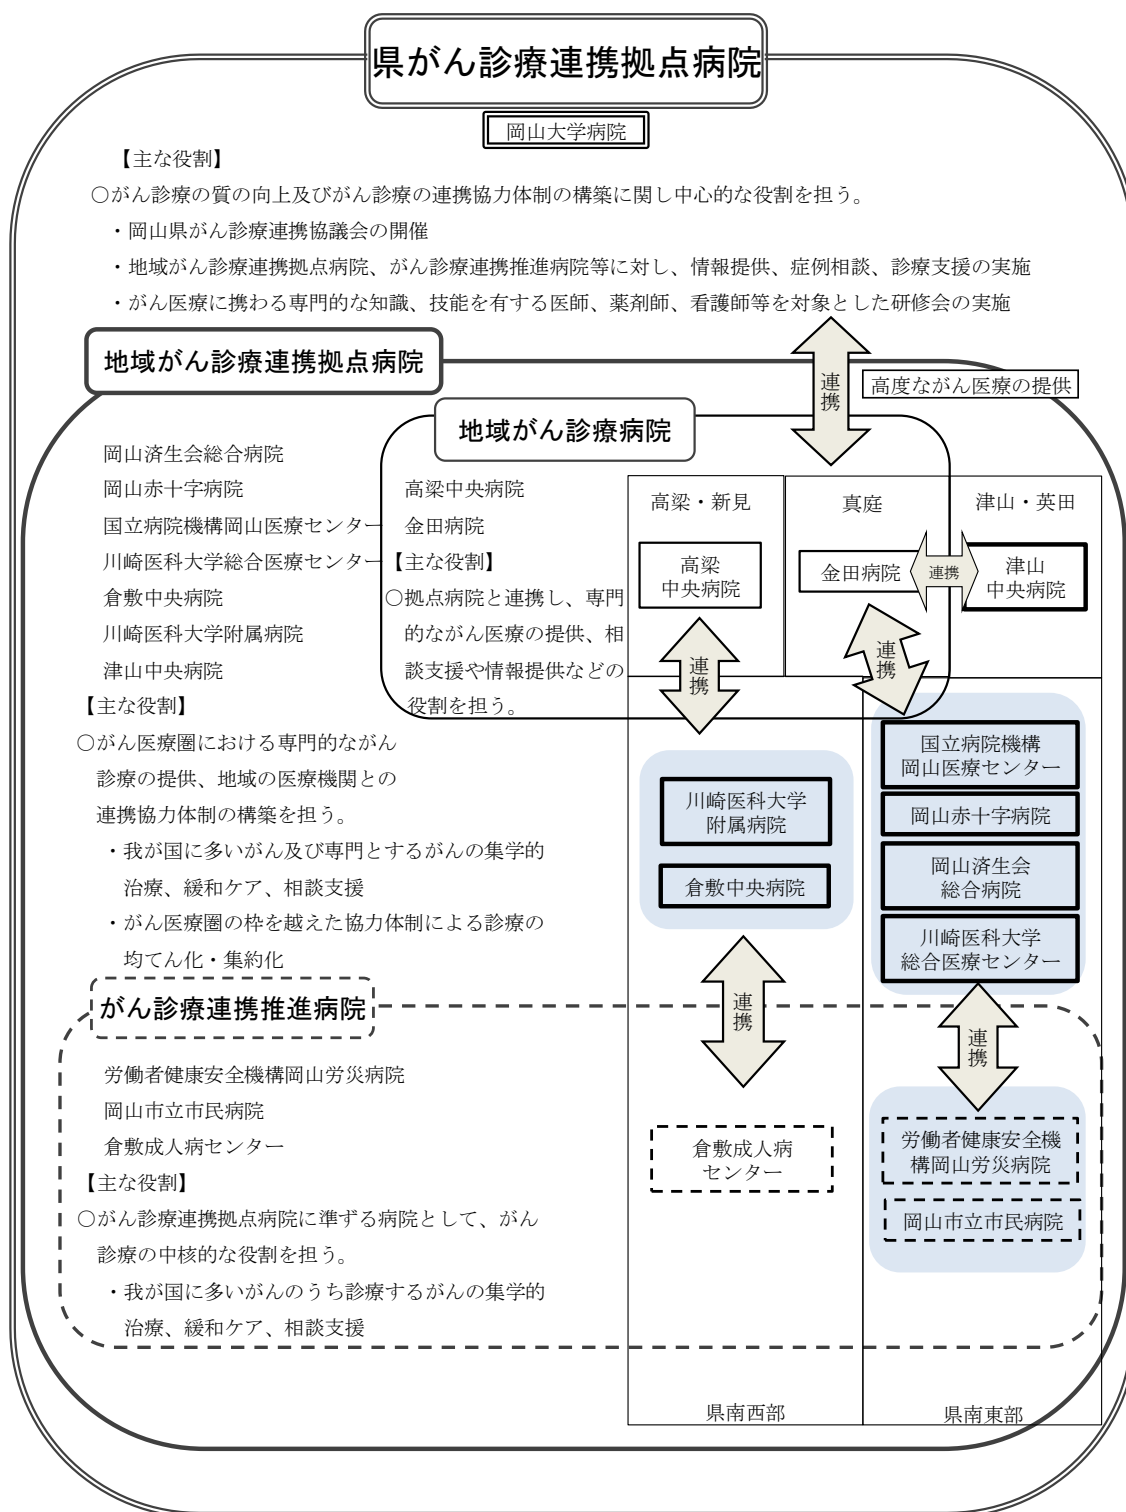 県がん診療連携拠点病院
岡山大学病院
【主な役割】
○がん診療の質の向上及びがん診療の連携協力体制の構築に関し中心的な役割を担う。
・岡山県がん診療連携協議会の開催
・地域がん診療連携拠点病院、がん診療連携推進病院等に対し、情報提供、症例相談、診療支援の実施
・がん医療に携わる専門的な知識、技能を有する医師、薬剤師、看護師等を対象とした研修会の実施
連携
高度ながん医療の提供
地域がん診療連携拠点病院
岡山済生会総合病院
岡山赤十字病院
国立病院機構岡山医療センター
川崎医科大学総合医療センター
倉敷中央病院
川崎医科大学附属病院
津山中央病院
【主な役割】
○がん医療圏における専門的ながん
診療の提供、地域の医療機関との
連携協力体制の構築を担う。
・我が国に多いがん及び専門とするがんの集学的
治療、緩和ケア、相談支援
・がん医療圏の枠を越えた協力体制による診療の
均てん化・集約化
地域がん診療病院
高梁中央病院
金田病院
【主な役割】
○拠点病院と連携し、専門
的ながん医療の提供、相
談支援や情報提供などの
役割を担う。
高梁・新見
真庭
津山・英田
高梁
中央病院
金田病院
連携
津山
中央病院
連携
連携
川崎医科大学
附属病院
倉敷中央病院
国立病院機構
岡山医療センター
岡山赤十字病院
岡山済生会
総合病院
川崎医科大学
総合医療センター
連携
連携
がん診療連携推進病院
労働者健康安全機構岡山労災病院
岡山市立市民病院
倉敷成人病センター
【主な役割】
○がん診療連携拠点病院に準ずる病院として、がん
診療の中核的な役割を担う。
・我が国に多いがんのうち診療するがんの集学的
治療、緩和ケア、相談支援
倉敷成人病
センター
労働者健康安全機
構岡山労災病院
岡山市立市民病院
県南西部
県南東部